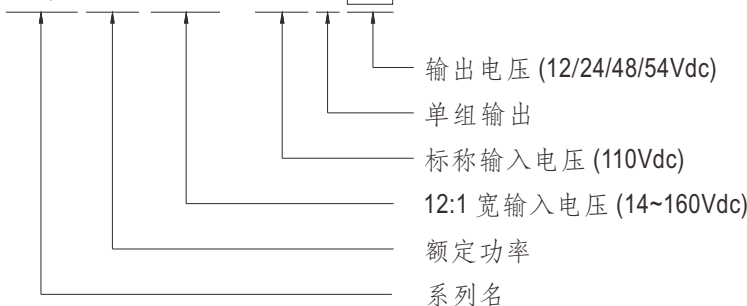 输出电压 (12/24/48/54Vdc)
单组输出
标称输入电压 (110Vdc)
12:1 宽输入电压 (14~160Vdc)
额定功率
系列名